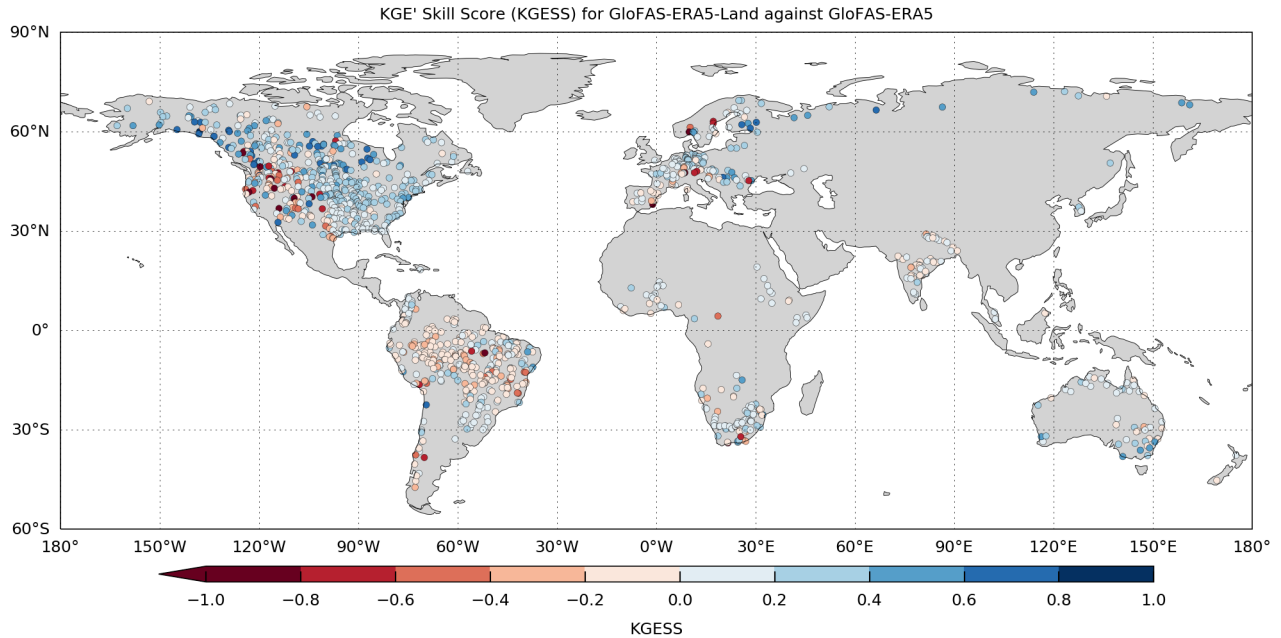 KGE' Skill Score (KGESS) for GloFAS-ERA5-Land against GloFAS-ERA5
90°N
60°N
30°N
0°
30°S
60°S
180° 150°W 120°W 90°W 60°W 30°W 0°W 30°E 60°E 90°E 120°E 150°E 180°
−1.0 −0.8 −0.6 −0.4 −0.2 0.0 0.2 0.4 0.6 0.8 1.0
KGESS